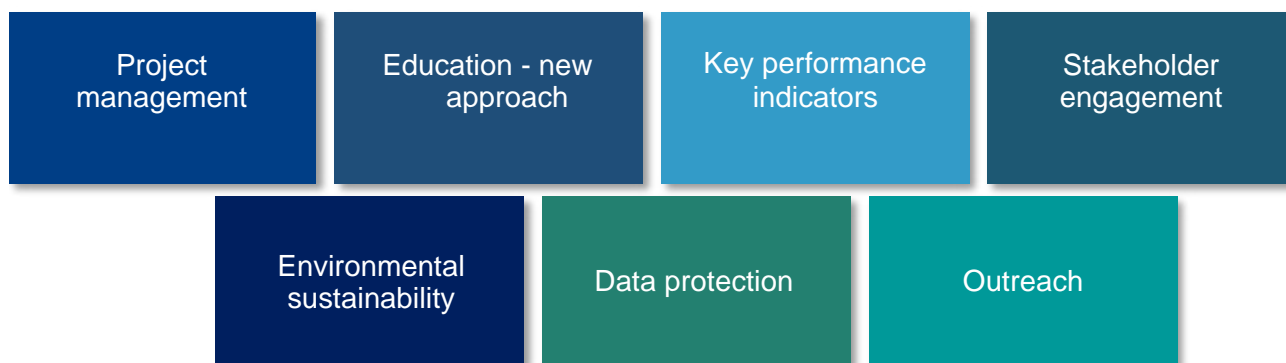 Project
management
Education - new
approach
Key performance
indicators
Stakeholder
engagement
Environmental
sustainability
Data protection
Outreach